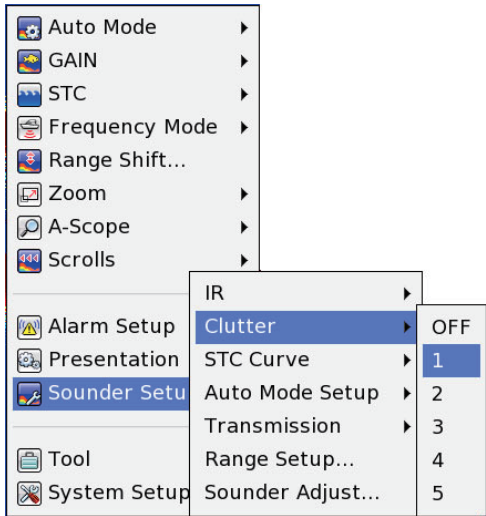 Auto Mode
GAIN
STC
Frequency Mode
Range Shift...
Zoom
A-Scope
Scrolls
Alarm Setup
Presentation
Sounder Setu
Tool
System Setup
IR
Clutter
STC Curve
Auto Mode Setup
Transmission
Range Setup...
Sounder Adjust...
OFF
1
2
3
4
5